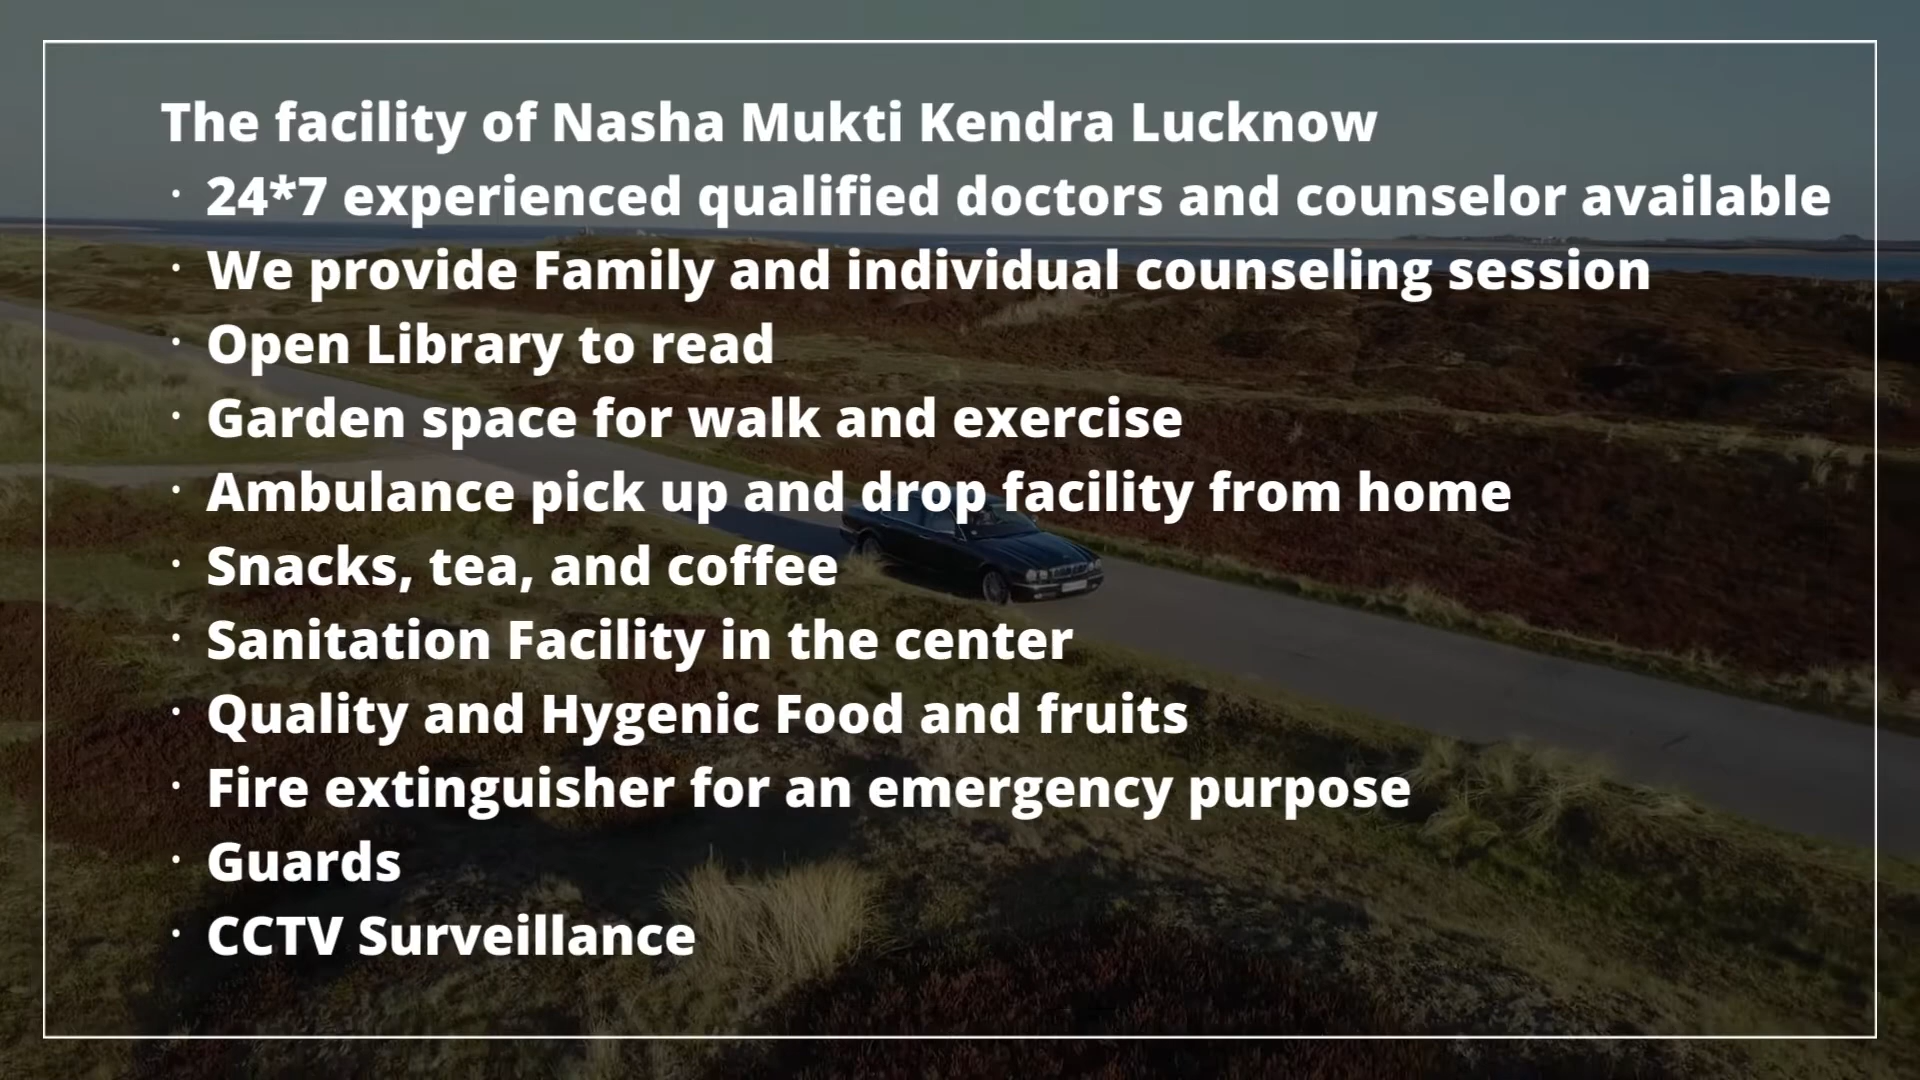 The facility of Nasha Mukti Kendra Lucknow
· 24*7 experienced qualified doctors and counselor available
· We provide Family and individual counseling session
· Open Library to read
· Garden space for walk and exercise
· Ambulance pick up and drop facility from home
· Snacks, tea, and coffee
· Sanitation Facility in the center
· Quality and Hygenic Food and fruits
· Fire extinguisher for an emergency purpose
· Guards
· CCTV Surveillance